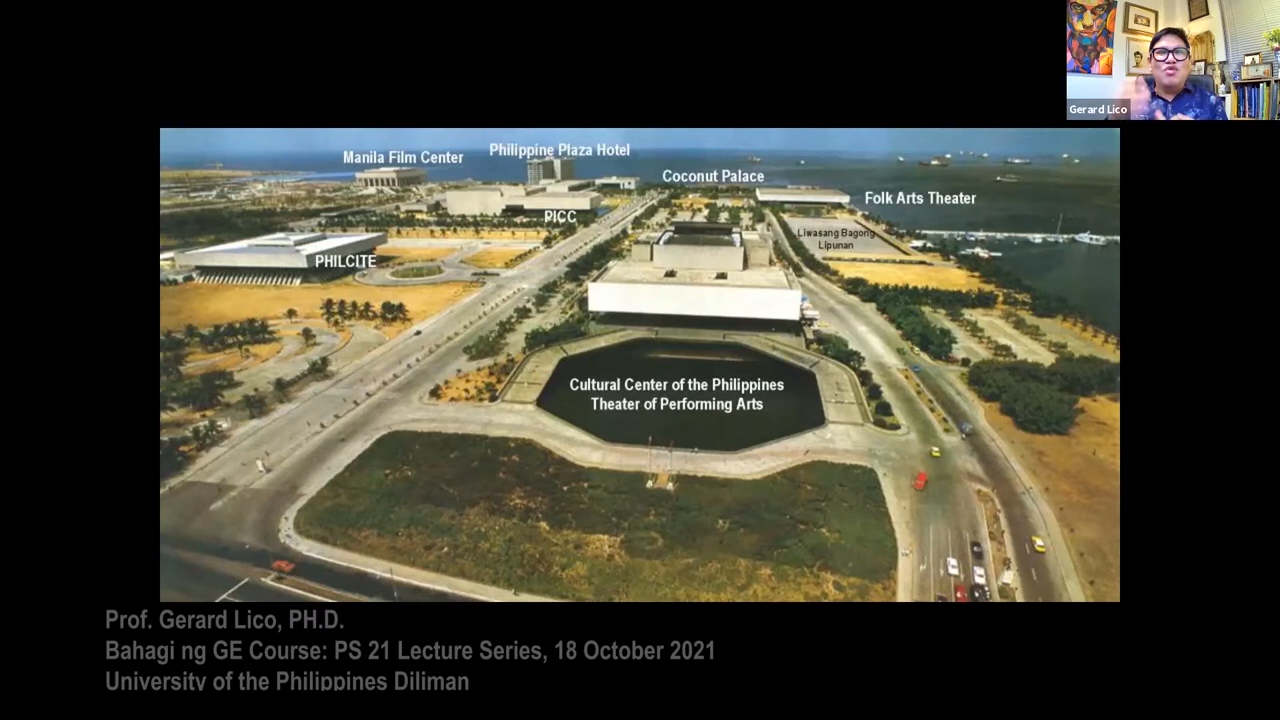 Gerard Lico
Manila Film Center
Philippine Plaza Hotel
Coconut Palace
Folk Arts Theater
PICC
Liwasang Bagong
Lipunan
PHILCITE
Cultural Center of the Philippines
Theater of Performing Arts
Prof. Gerard Lico, PH.D.
Bahagi ng GE Course: PS 21 Lecture Series, 18 October 2021
University of the Philippines Diliman